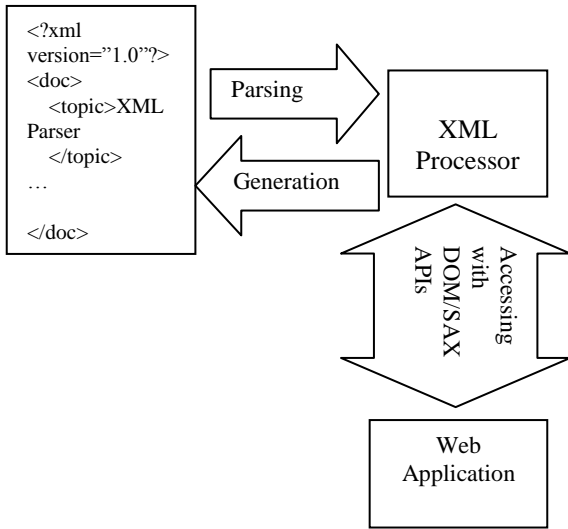 <?xml
version=”1.0”?>
<doc>
<topic>XML
Parser
</topic>
…
</doc>
Parsing
Generation
XML
Processor
Accessing
with
DOM/SAX
APIs
Web
Application